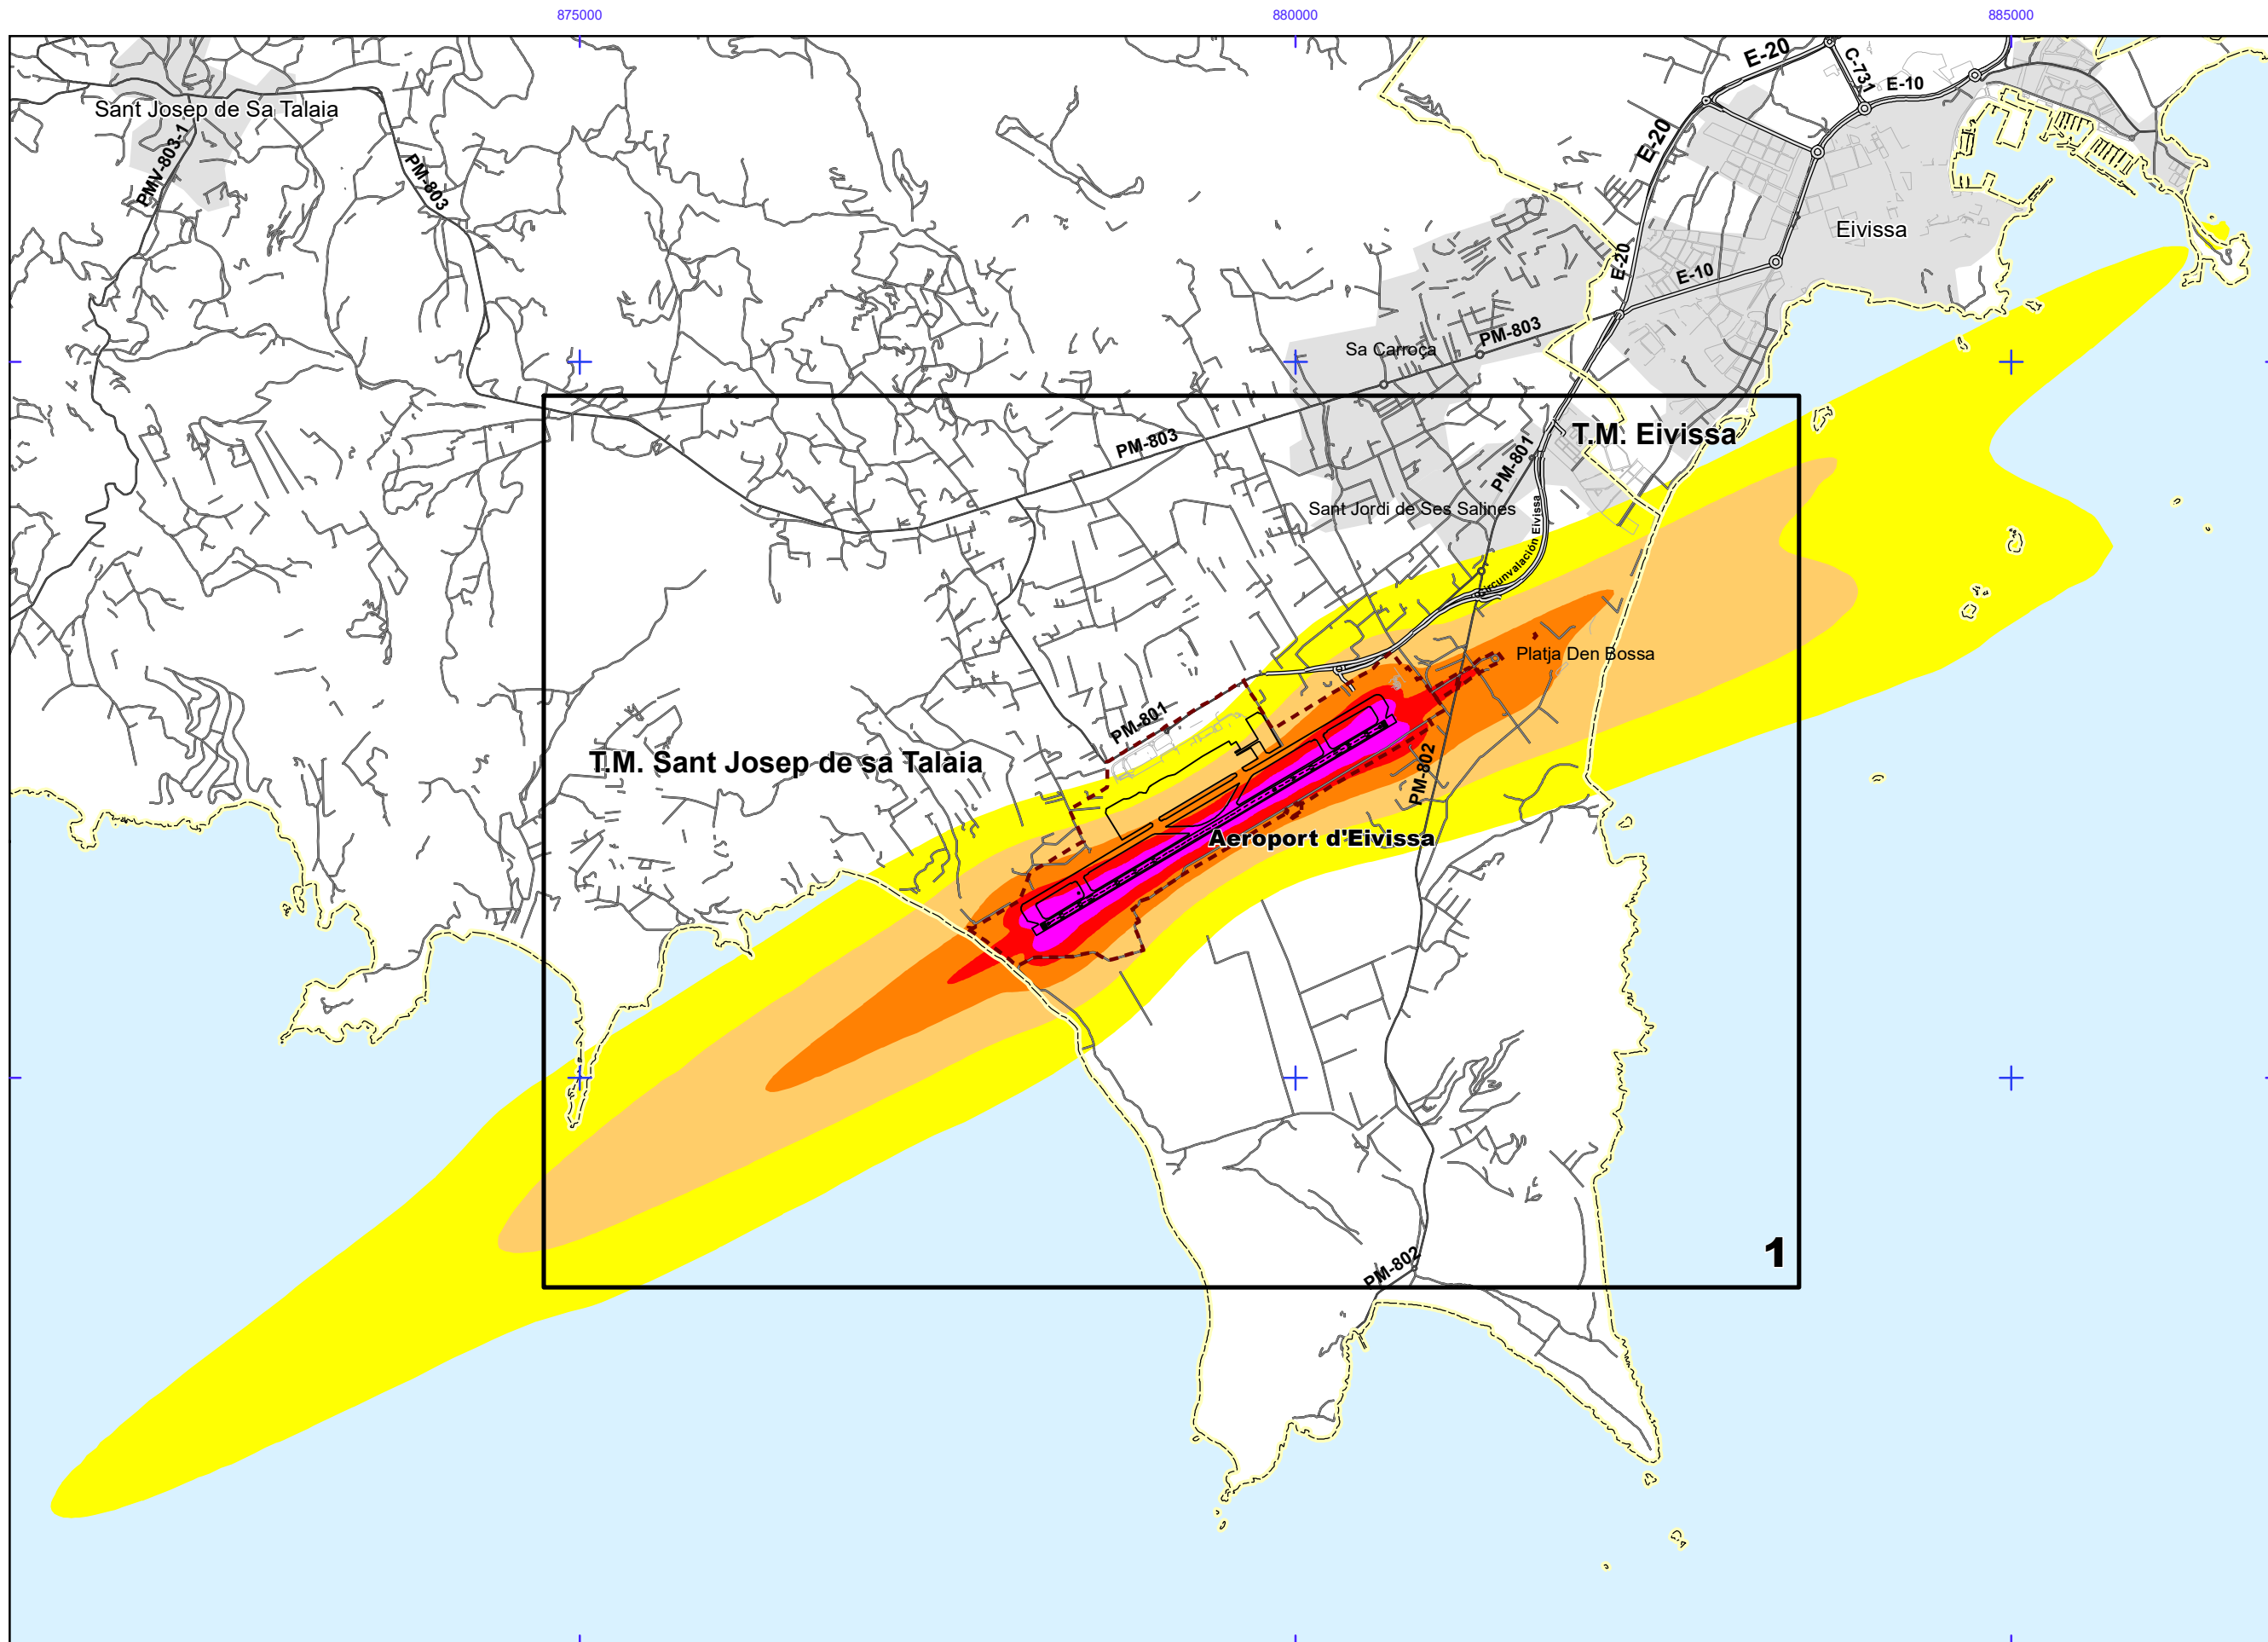 875000
880000
885000
E-20
C-731
E-10
Sant Josep de Sa Talaia
PMV-803-1
PM-803
E-20
Eivissa
E-20
E-10
PM-803
Sa Carroça
T.M. Eivissa
PM-803
PM-801
Sant Jordi de Ses Salines
Circunvalación Eivissa
Platja Den Bossa
PM-801
T.M. Sant Josep de sa Talaia
PM-802
Aeroport d'Eivissa
1
PM-802